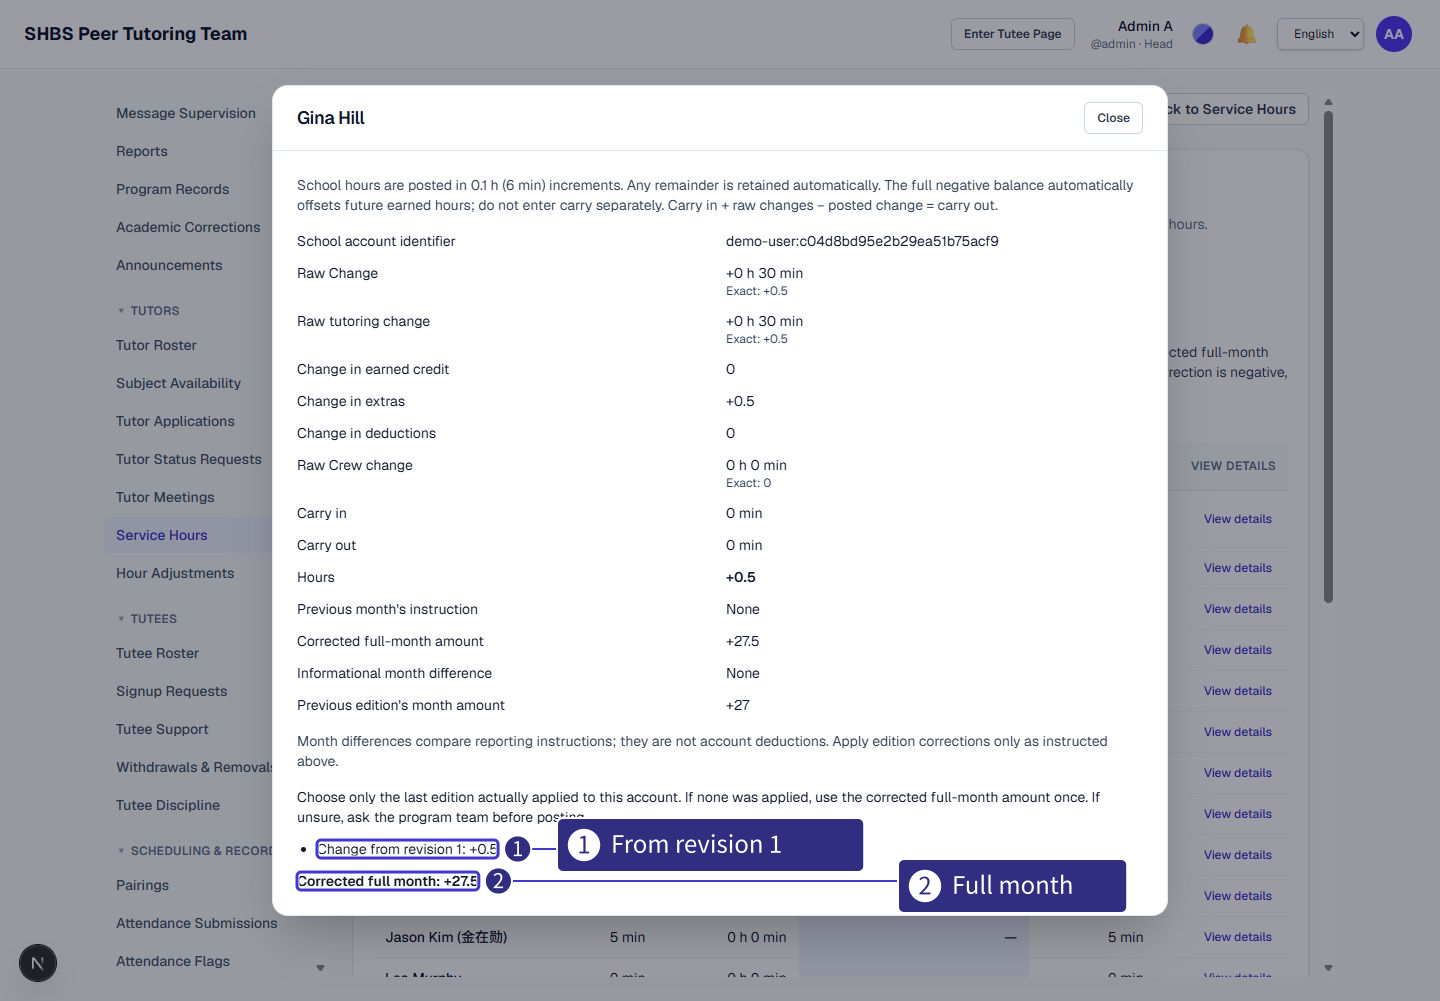 SHBS Peer Tutoring Team
Enter Tutee Page
Admin A
@admin · Head
English
AA
Message Supervision
Reports
Program Records
Academic Corrections
Announcements
TUTORS
Tutor Roster
Subject Availability
Tutor Applications
Tutor Status Requests
Tutor Meetings
Service Hours
Hour Adjustments
TUTEES
Tutee Roster
Signup Requests
Tutee Support
Withdrawals & Removals
Tutee Discipline
SCHEDULING & RECORD
Pairings
Attendance Submissions
Attendance Flags
N
Gina Hill
Close
School hours are posted in 0.1 h (6 min) increments. Any remainder is retained automatically. The full negative balance automatically
offsets future earned hours; do not enter carry separately. Carry in + raw changes − posted change = carry out.
School account identifier demo-user:c04d8bd95e2b29ea51b75acf9
Raw Change +0 h 30 min
Exact: +0.5
Raw tutoring change +0 h 30 min
Exact: +0.5
Change in earned credit 0
Change in extras +0.5
Change in deductions 0
Raw Crew change 0 h 0 min
Exact: 0
Carry in 0 min
Carry out 0 min
Hours +0.5
Previous month's instruction None
Corrected full-month amount +27.5
Informational month difference None
Previous edition's month amount +27
Month differences compare reporting instructions; they are not account deductions. Apply edition corrections only as instructed
above.
Choose only the last edition actually applied to this account. If none was applied, use the corrected full-month amount once. If
unsure, ask the program team before posting.
• Change from revision 1: +0.5 1
1 From revision 1
Corrected full month: +27.5 2
2 Full month
ck to Service Hours
hours.
cted full-month
rection is negative,
VIEW DETAILS
View details
View details
View details
View details
View details
View details
View details
View details
View details
View details
Jason Kim (金在勋) 5 min 0 h 0 min — 5 min View details